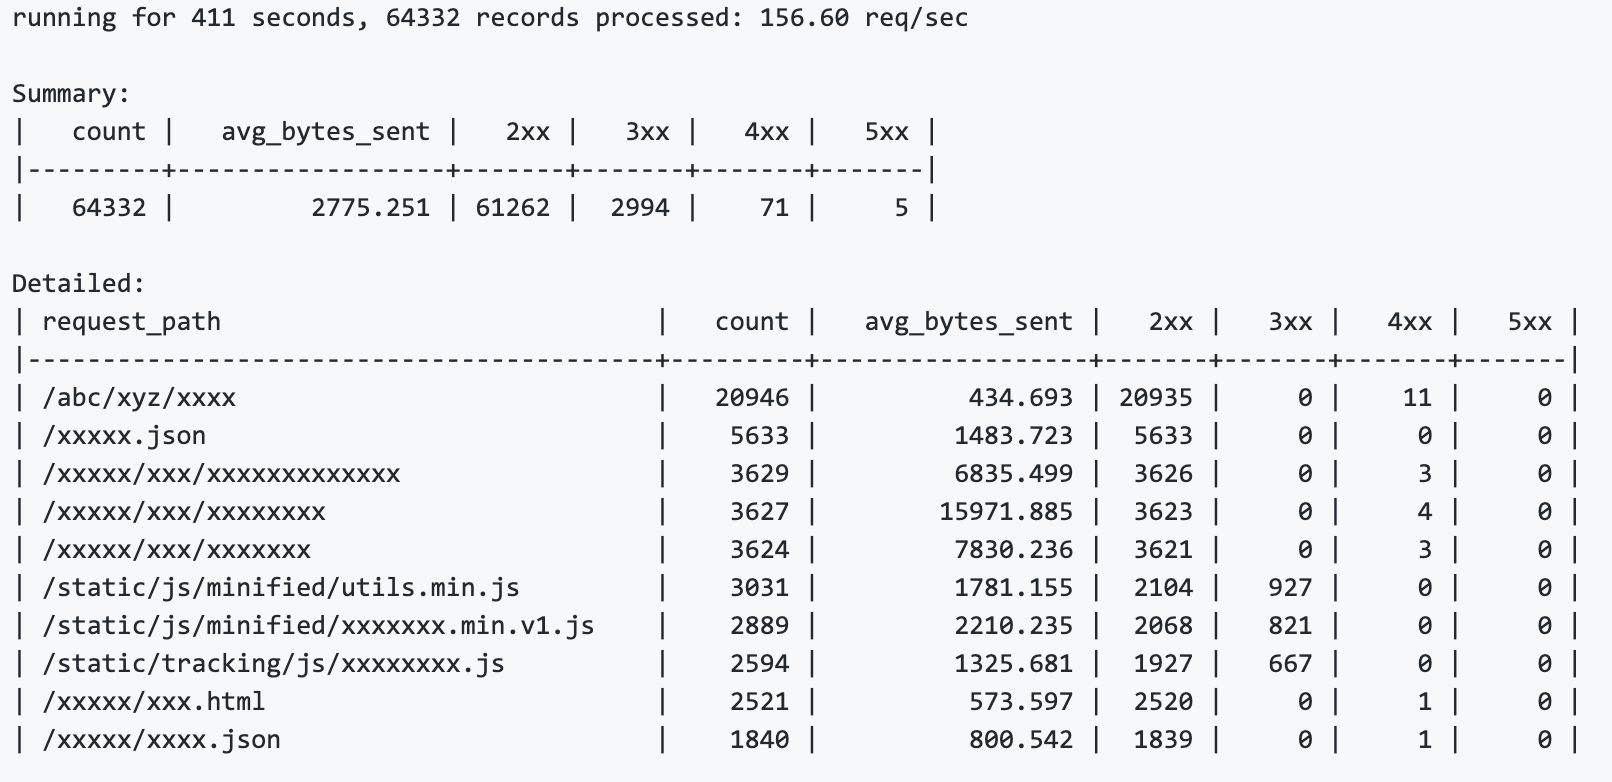 running for 411 seconds, 64332 records processed: 156.60 req/sec

Summary:
|   count |   avg_bytes_sent |   2xx |   3xx |   4xx |   5xx |
|---------+------------------+-------+-------+-------+-------|
|   64332 |         2775.251 | 61262 |  2994 |    71 |     5 |

Detailed:
| request_path                             |   count |   avg_bytes_sent |   2xx |   3xx |   4xx |   5xx |
|------------------------------------------+---------+------------------+-------+-------+-------+-------|
| /abc/xyz/xxxx                            |   20946 |          434.693 | 20935 |     0 |    11 |     0 |
| /xxxxx.json                              |    5633 |         1483.723 |  5633 |     0 |     0 |     0 |
| /xxxxx/xxx/xxxxxxxxxxxxx                 |    3629 |         6835.499 |  3626 |     0 |     3 |     0 |
| /xxxxx/xxx/xxxxxxxx                      |    3627 |        15971.885 |  3623 |     0 |     4 |     0 |
| /xxxxx/xxx/xxxxxxx                       |    3624 |         7830.236 |  3621 |     0 |     3 |     0 |
| /static/js/minified/utils.min.js         |    3031 |         1781.155 |  2104 |   927 |     0 |     0 |
| /static/js/minified/xxxxxxx.min.v1.js    |    2889 |         2210.235 |  2068 |   821 |     0 |     0 |
| /static/tracking/js/xxxxxxxx.js          |    2594 |         1325.681 |  1927 |   667 |     0 |     0 |
| /xxxxx/xxx.html                          |    2521 |          573.597 |  2520 |     0 |     1 |     0 |
| /xxxxx/xxxx.json                         |    1840 |          800.542 |  1839 |     0 |     1 |     0 |